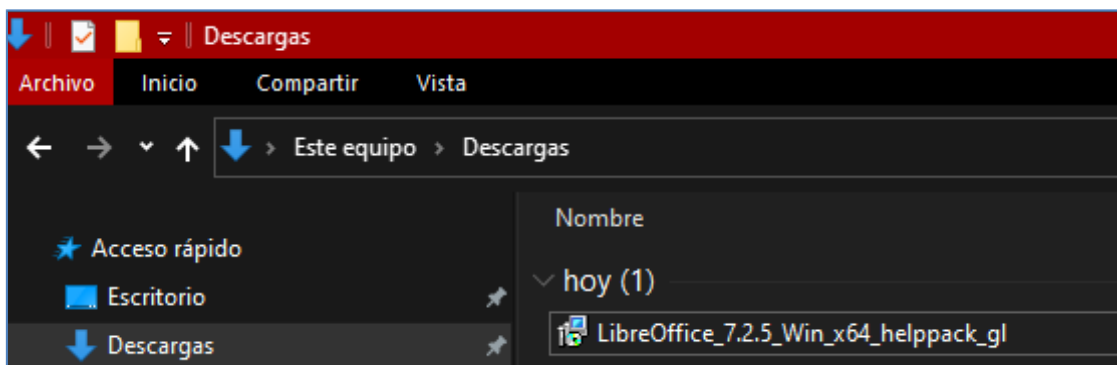 Descargas
Archivo Inicio Compartir Vista
Este equipo > Descargas
Nombre
Acceso rápido
hoy (1)
Escritorio
LibreOffice_7.2.5_Win_x64_helppack_gl
Descargas